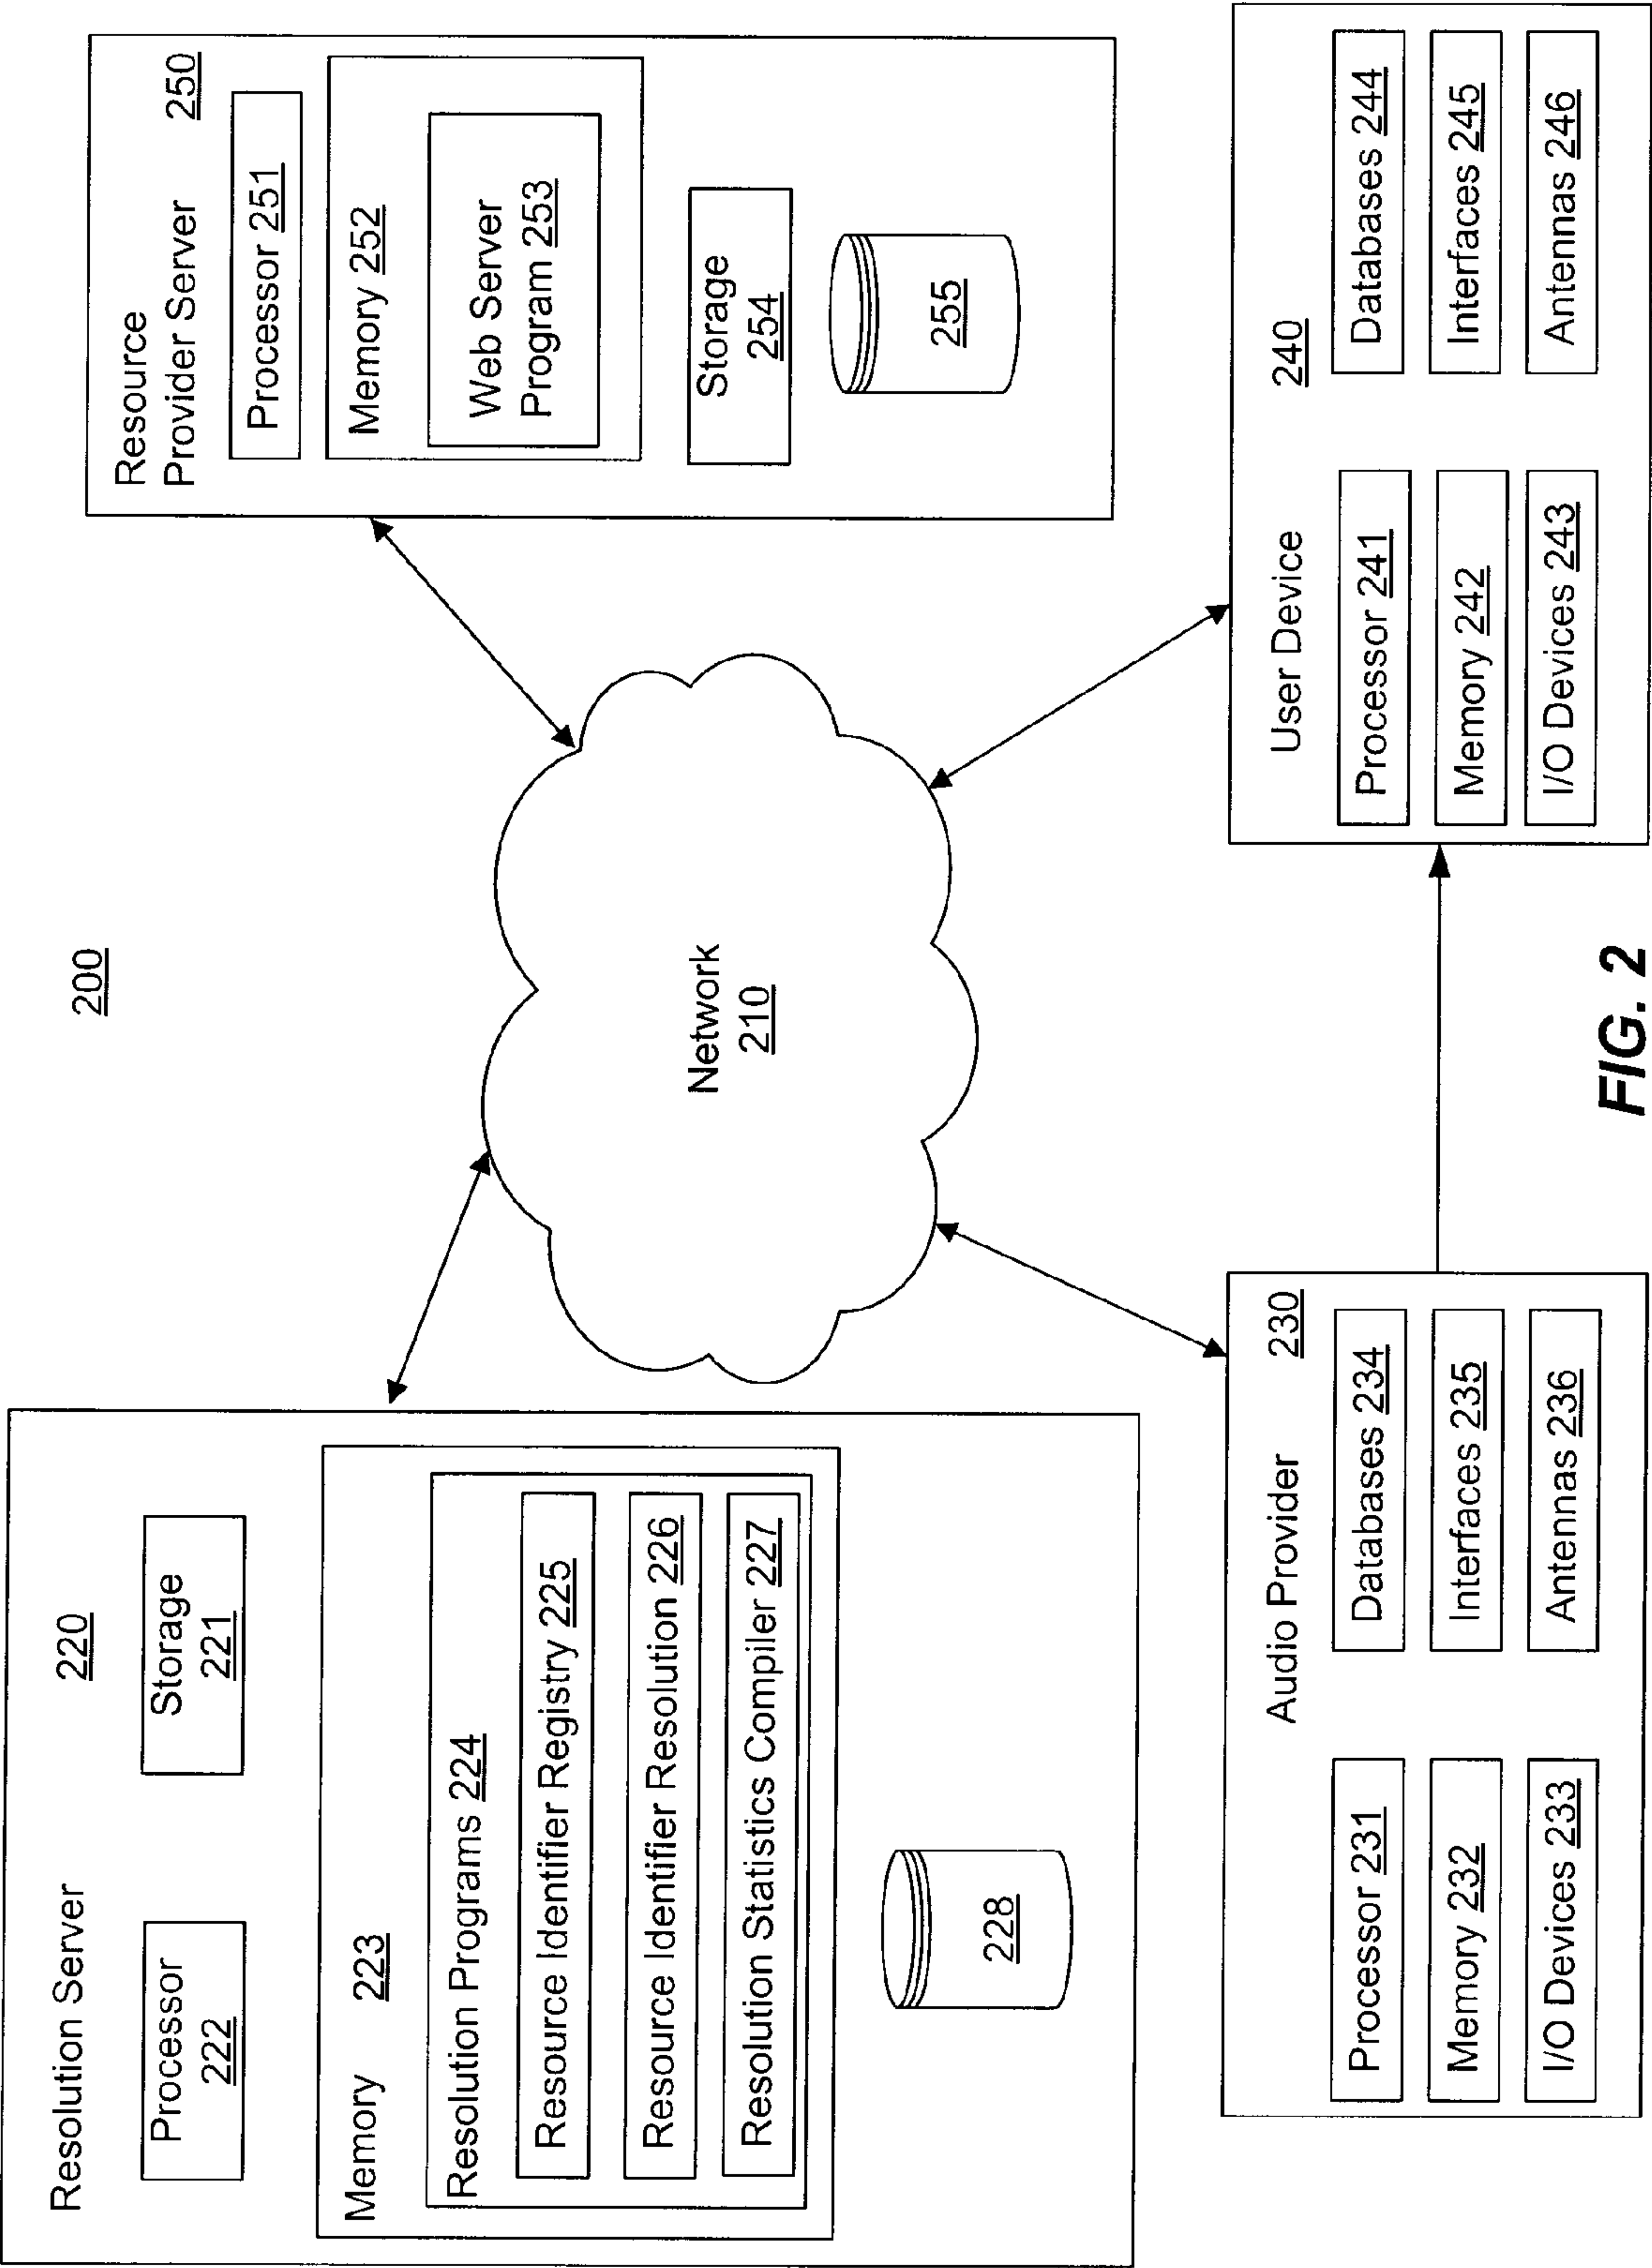 200
Resolution Server 220
Processor
222
Storage
221
Memory 223
Resolution Programs 224
Resource Identifier Registry 225
Resource Identifier Resolution 226
Resolution Statistics Compiler 227
228
Network
210
Resource
Provider Server 250
Processor 251
Memory 252
Web Server
Program 253
Storage
254
255
Audio Provider 230
Processor 231
Memory 232
I/O Devices 233
Databases 234
Interfaces 235
Antennas 236
User Device 240
Processor 241
Memory 242
I/O Devices 243
Databases 244
Interfaces 245
Antennas 246
FIG. 2